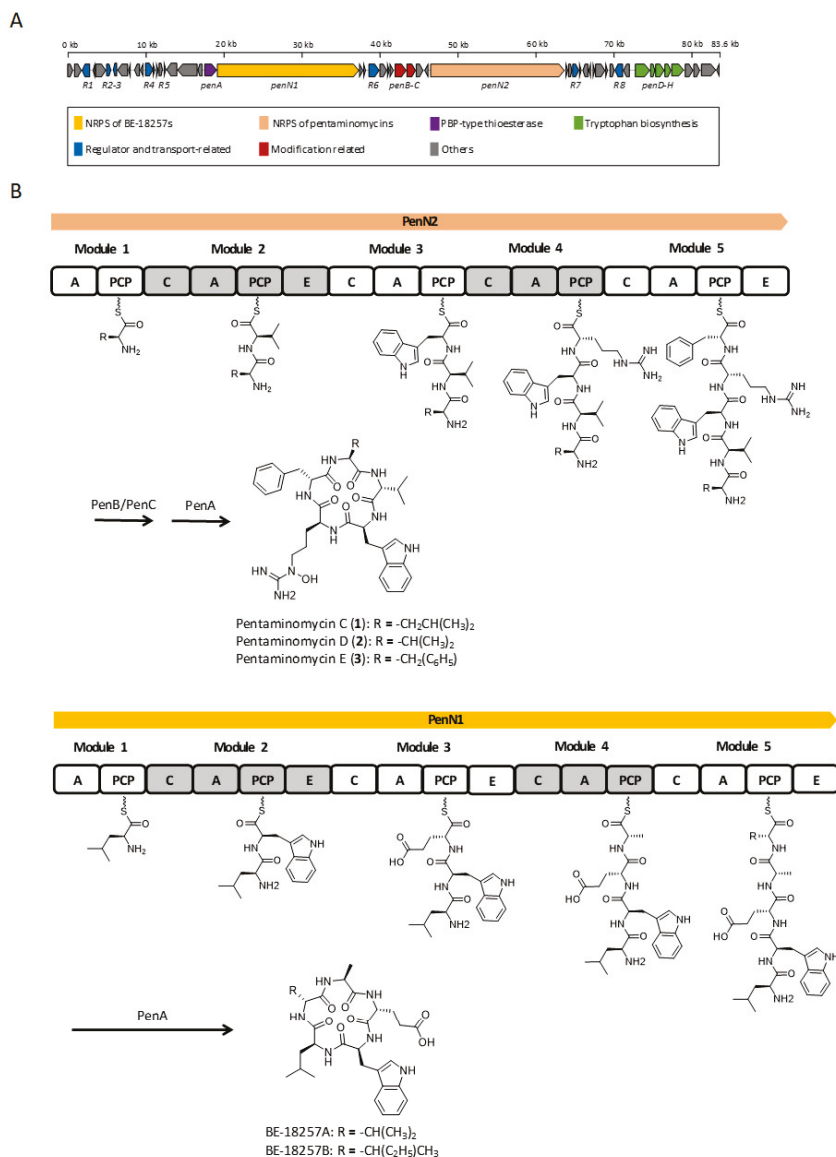 A
0 kb 10 kb 20 kb 30 kb 40 kb 50 kb 60 kb 70 kb 80 kb 83.6 kb
R1 R2-3 R4 R5 penA penN1 R6 penB-C penN2 R7 R8 penD-H
NRPS of BE-18257s NRPS of pentaminomycins PBP-type thioesterase Tryptophan biosynthesis
Regulator and transport-related Modification related Others
B
PenN2
Module 1 Module 2 Module 3 Module 4 Module 5
A PCP C A PCP E C A PCP C A PCP C A PCP E
PenB/PenC PenA
Pentaminomycin C (1): R = -CH₂CH(CH₃)₂
Pentaminomycin D (2): R = -CH(CH₃)₂
Pentaminomycin E (3): R = -CH₂(C₆H₅)
PenN1
Module 1 Module 2 Module 3 Module 4 Module 5
A PCP C A PCP E C A PCP E C A PCP C A PCP E
PenA
BE-18257A: R = -CH(CH₃)₂
BE-18257B: R = -CH(C₂H₅)CH₃